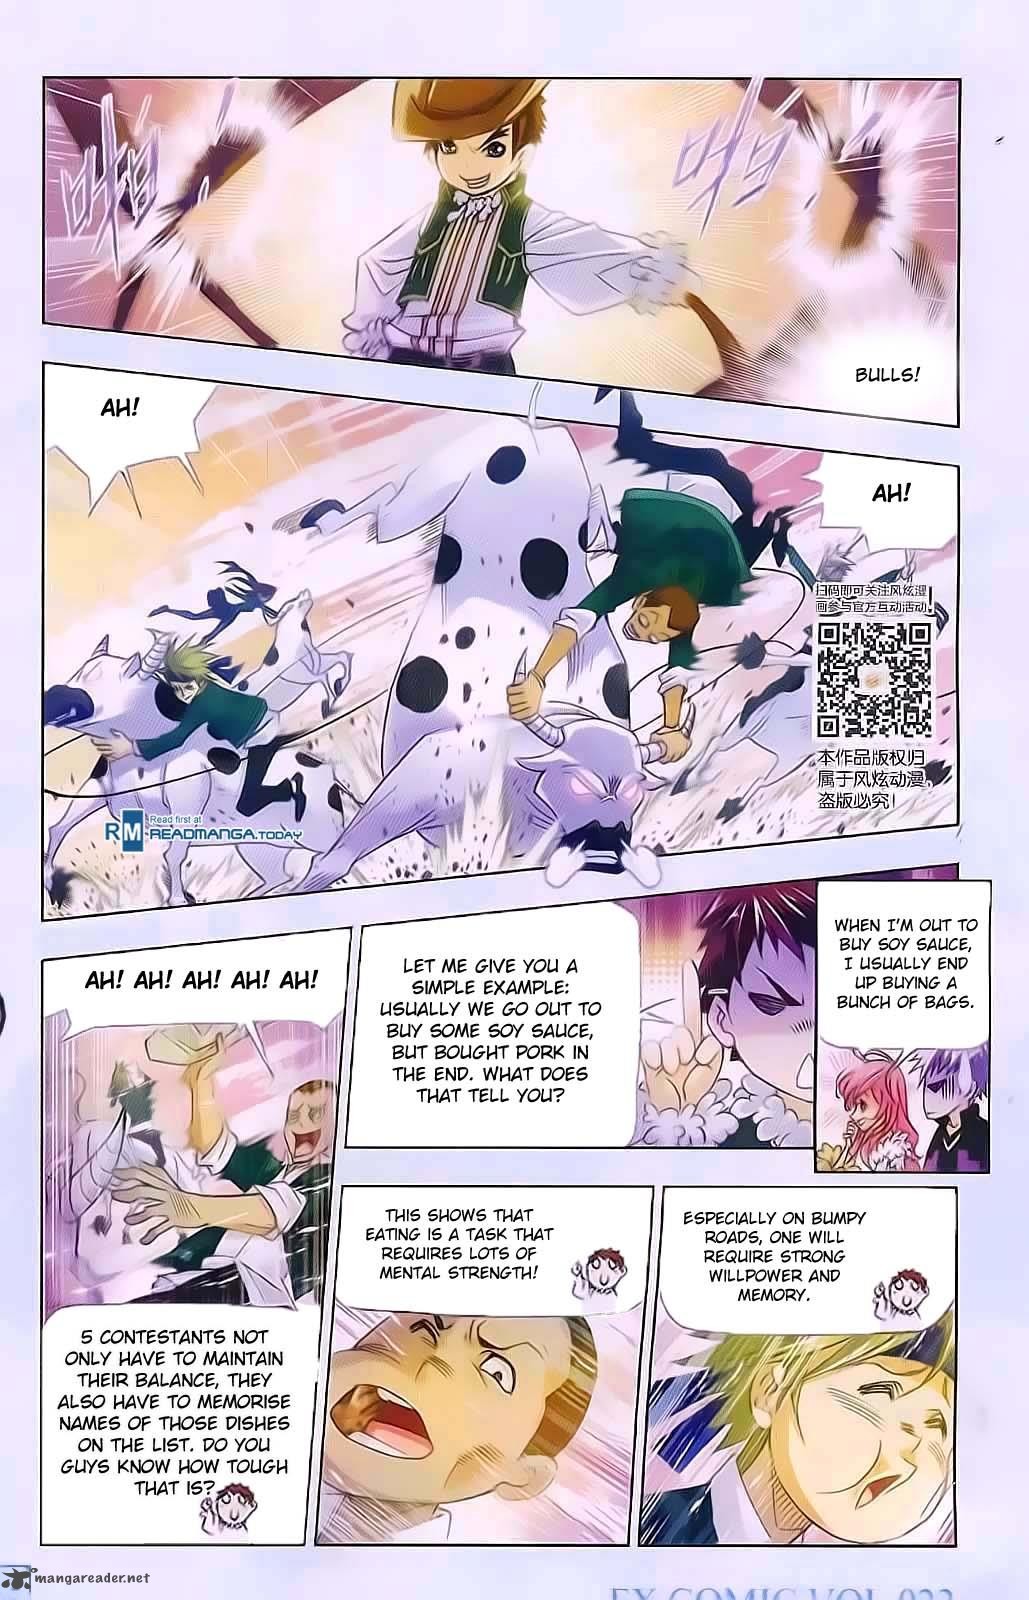 啪
啪
BULLS!
AH!
AH!
扫码即可关注风炫漫
画参与官方互动活动
本作品版权归
属于风炫动漫,
盗版必究!
RM Read first at
READMANGA.TODAY
WHEN I'M OUT TO
BUY SOY SAUCE,
I USUALLY END
UP BUYING A
BUNCH OF BAGS.
LET ME GIVE YOU A
SIMPLE EXAMPLE:
USUALLY WE GO OUT TO
BUY SOME SOY SAUCE,
BUT BOUGHT PORK IN
THE END. WHAT DOES
THAT TELL YOU?
AH! AH! AH! AH! AH!
5 CONTESTANTS NOT
ONLY HAVE TO MAINTAIN
THEIR BALANCE, THEY
ALSO HAVE TO MEMORISE
NAMES OF THOSE DISHES
ON THE LIST. DO YOU
GUYS KNOW HOW TOUGH
THAT IS?
THIS SHOWS THAT
EATING IS A TASK THAT
REQUIRES LOTS OF
MENTAL STRENGTH!
ESPECIALLY ON BUMPY
ROADS, ONE WILL
REQUIRE STRONG
WILLPOWER AND
MEMORY.
mangareader.net
EX COMIC VOL.023